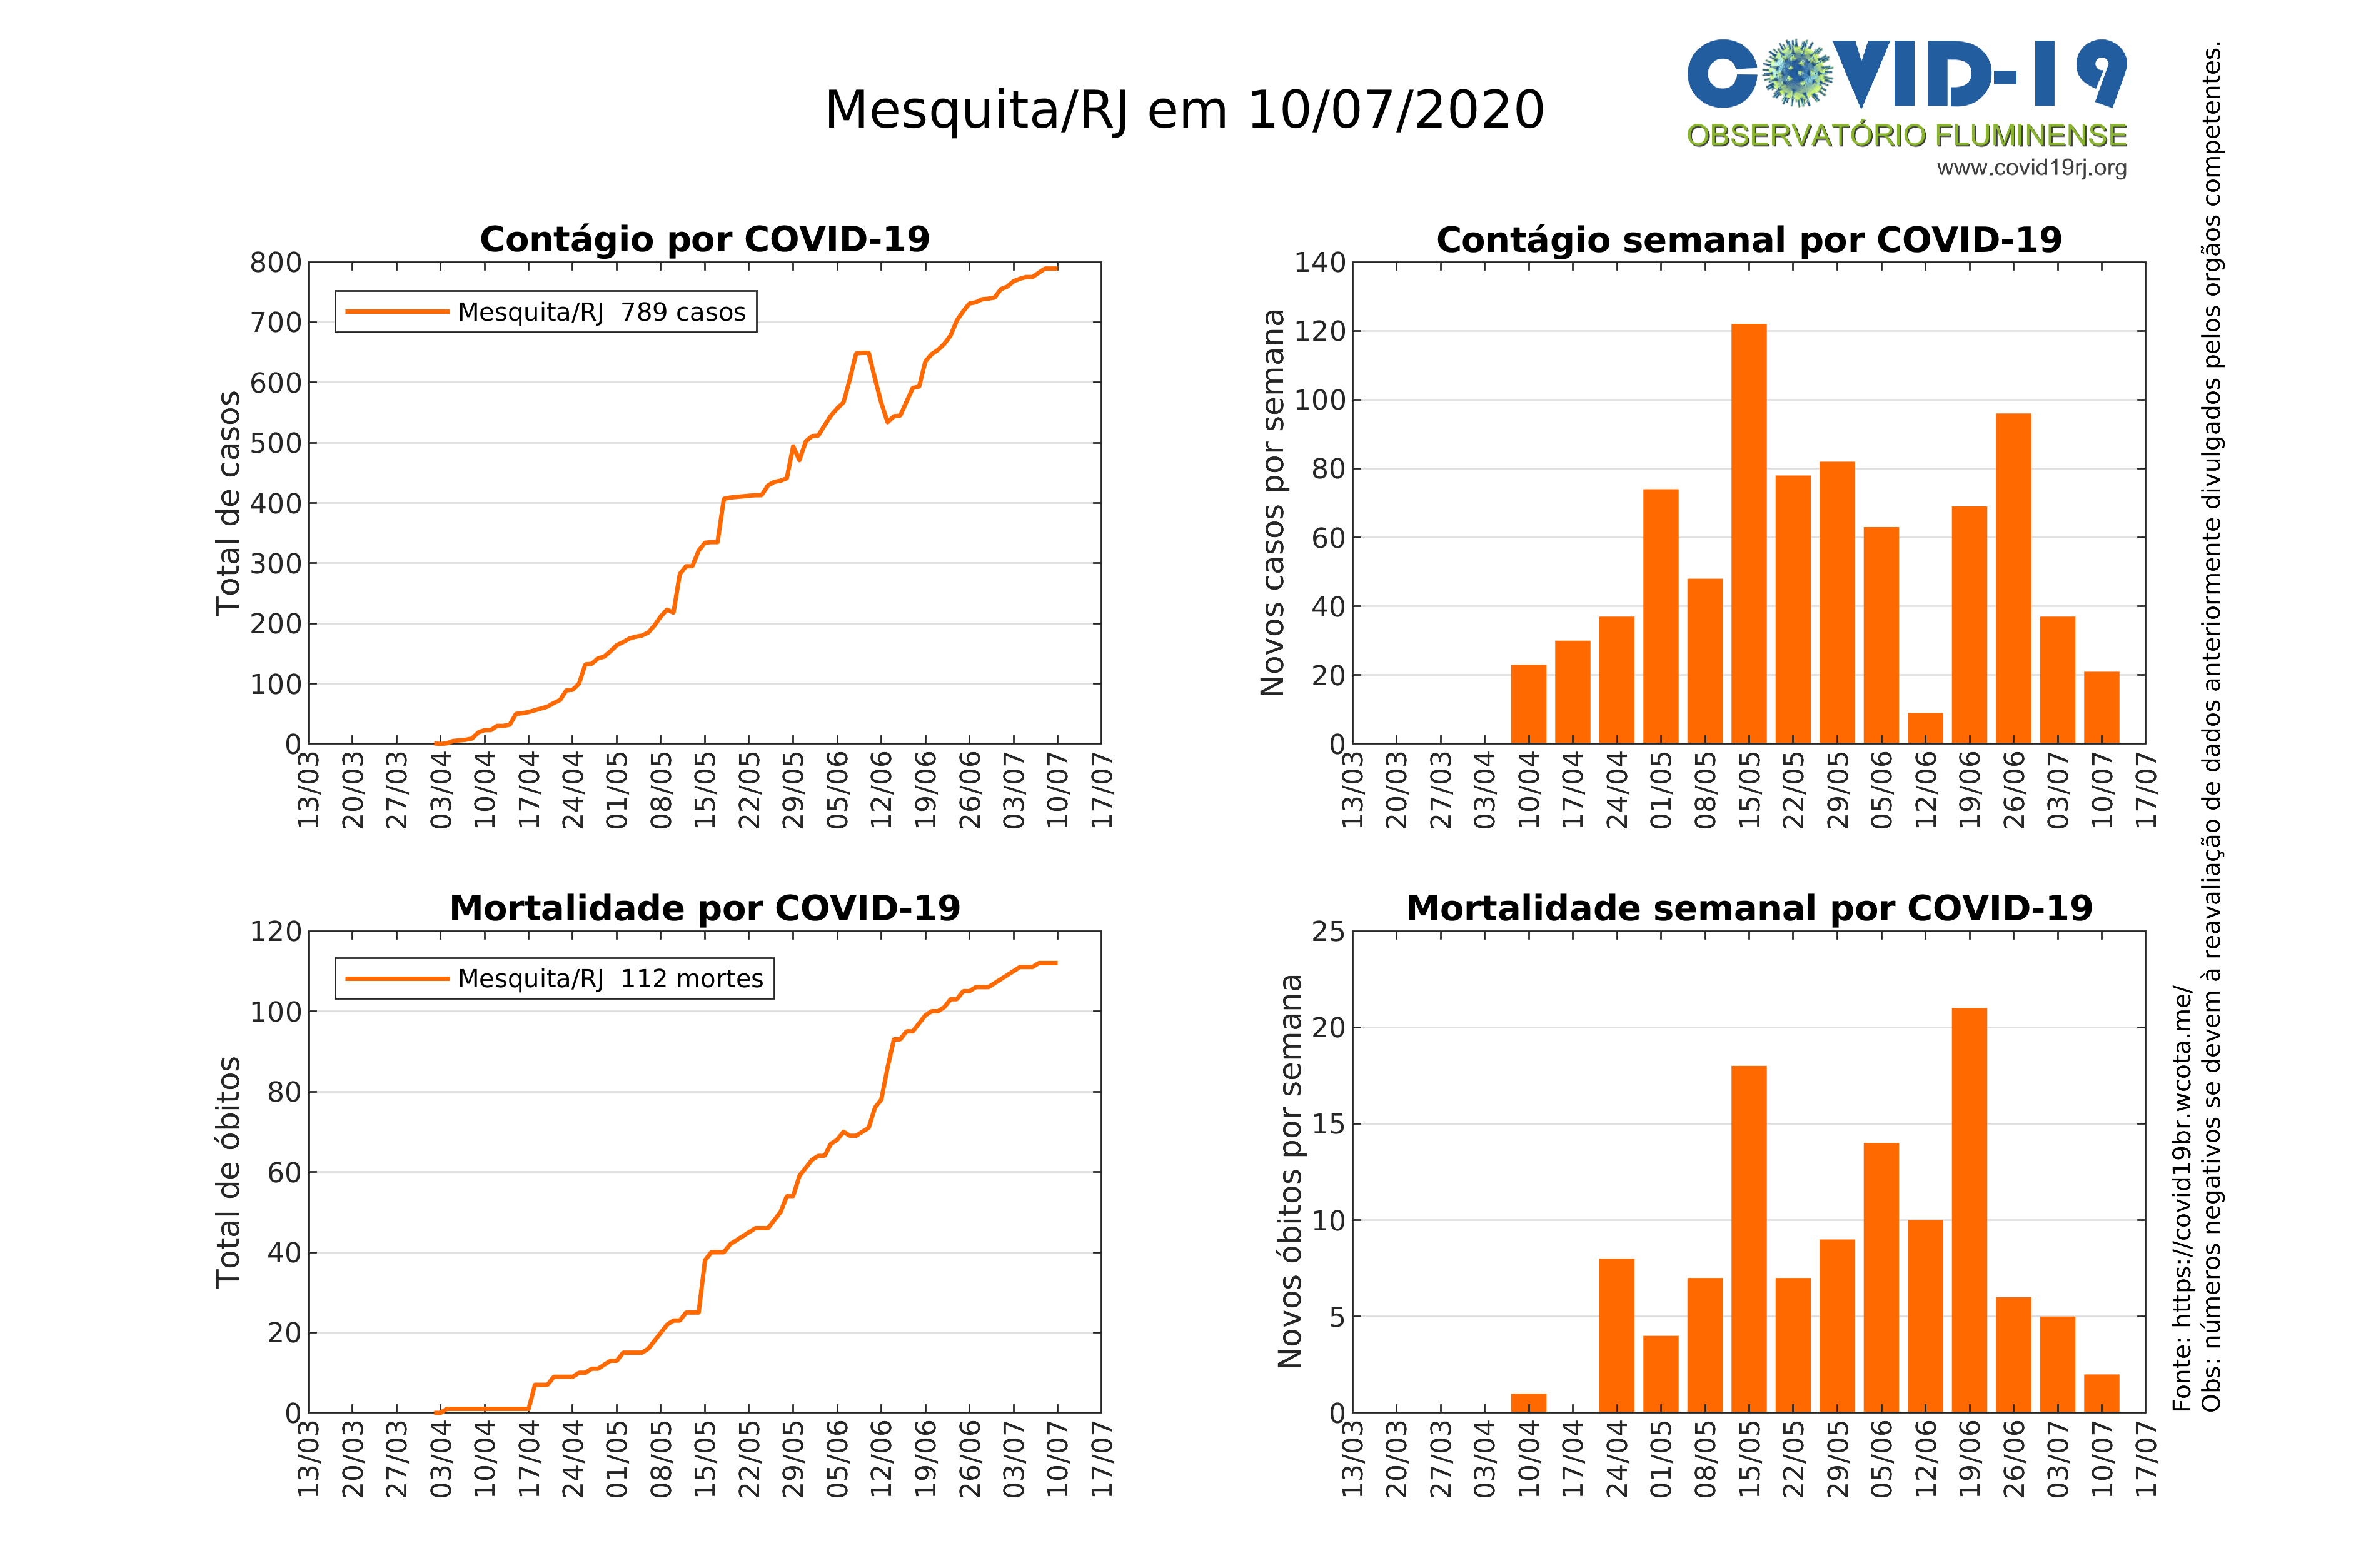 Mesquita/RJ em 10/07/2020
COVID-19
OBSERVATÓRIO FLUMINENSE
www.covid19rj.org
Contágio por COVID-19
Total de casos
800
700
600
500
400
300
200
100
0
Mesquita/RJ 789 casos
13/03 20/03 27/03 03/04 10/04 17/04 24/04 01/05 08/05 15/05 22/05 29/05 05/06 12/06 19/06 26/06 03/07 10/07 17/07
Contágio semanal por COVID-19
Novos casos por semana
140
120
100
80
60
40
20
0
13/03 20/03 27/03 03/04 10/04 17/04 24/04 01/05 08/05 15/05 22/05 29/05 05/06 12/06 19/06 26/06 03/07 10/07 17/07
Mortalidade por COVID-19
Total de óbitos
120
100
80
60
40
20
0
Mesquita/RJ 112 mortes
13/03 20/03 27/03 03/04 10/04 17/04 24/04 01/05 08/05 15/05 22/05 29/05 05/06 12/06 19/06 26/06 03/07 10/07 17/07
Mortalidade semanal por COVID-19
Novos óbitos por semana
25
20
15
10
5
0
13/03 20/03 27/03 03/04 10/04 17/04 24/04 01/05 08/05 15/05 22/05 29/05 05/06 12/06 19/06 26/06 03/07 10/07 17/07
Fonte: https://covid19br.wcota.me/
Obs: números negativos se devem à reavaliação de dados anteriormente divulgados pelos orgãos competentes.